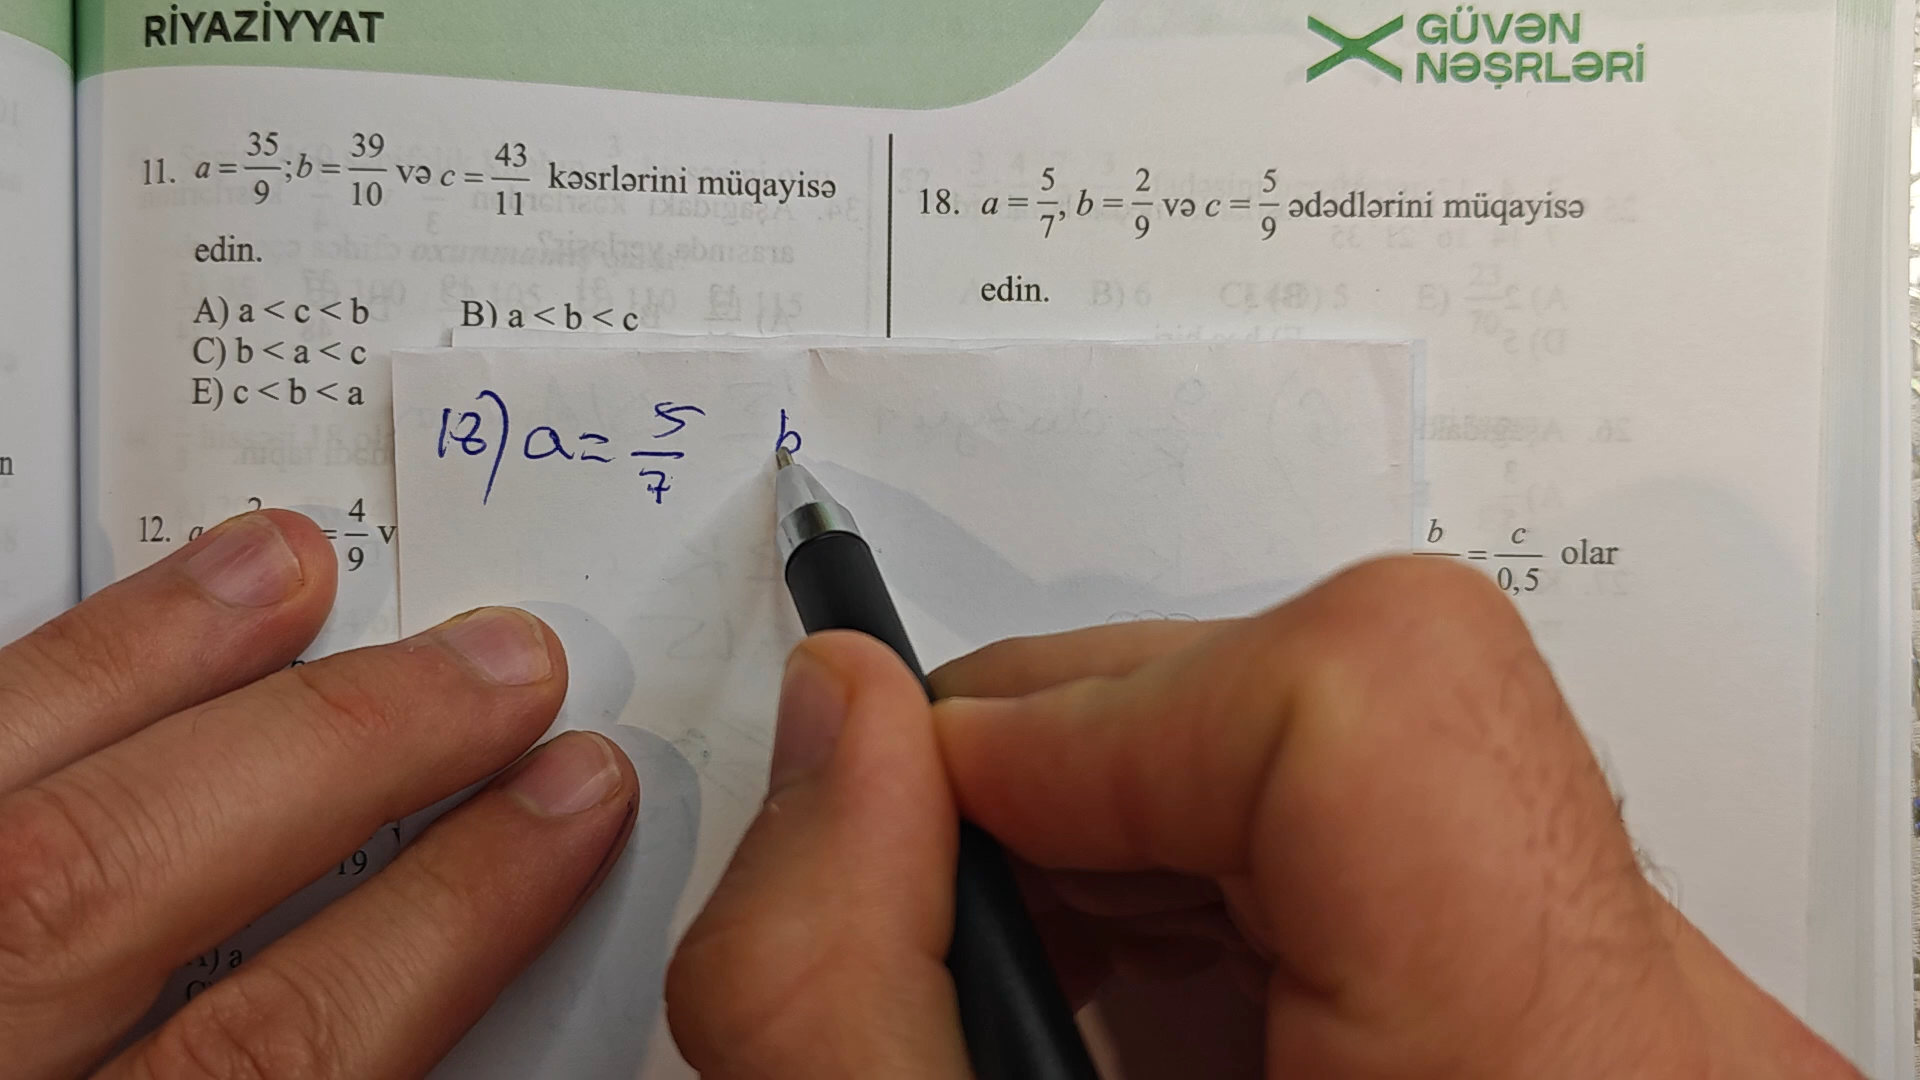 RİYAZİYYAT
GÜVƏN
NƏŞRLƏRİ
11. a = 35/9; b = 39/10 və c = 43/11 kəsrlərini müqayisə
edin.
A) a < c < b B) a < b < c
C) b < a < c
E) c < b < a
12. = 4/9 v
19
18. a = 5/7, b = 2/9 və c = 5/9 ədədlərini müqayisə
edin.
b = c/0,5 olar
18) a = 5/7 b